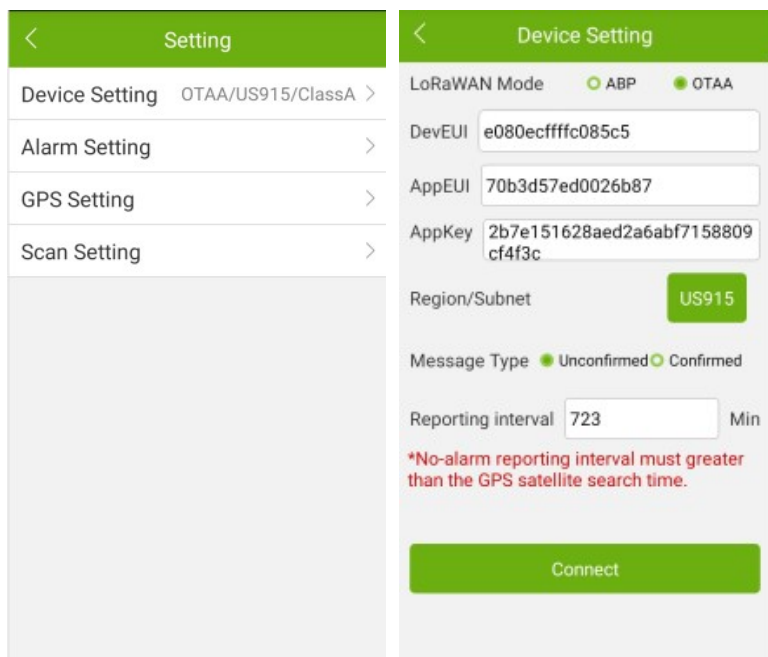 Setting
Device Setting OTAA/US915/ClassA
Alarm Setting
GPS Setting
Scan Setting
Device Setting
LoRaWAN Mode ABP OTAA
DevEUI e080ecffffc085c5
AppEUI 70b3d57ed0026b87
AppKey 2b7e151628aed2a6abf7158809
cf4f3c
Region/Subnet US915
Message Type Unconfirmed Confirmed
Reporting interval 723 Min
*No-alarm reporting interval must greater
than the GPS satellite search time.
Connect